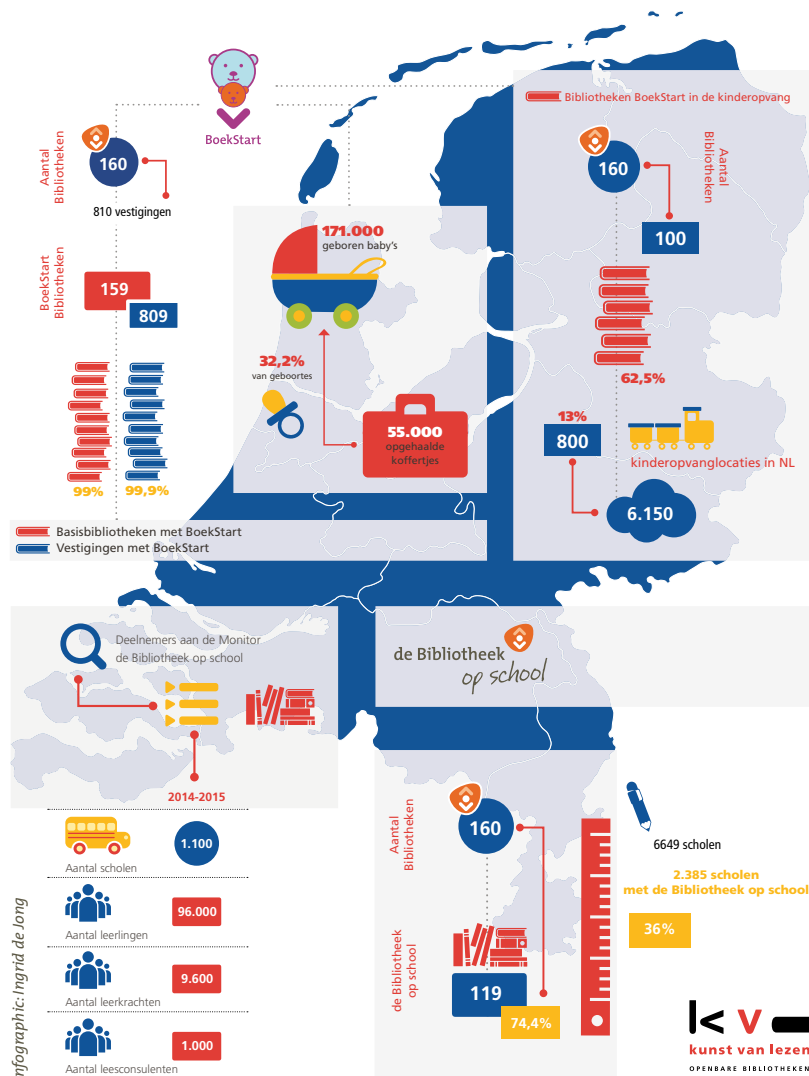 BoekStart
Aantal
Bibliotheken
160
810 vestigingen
BoekStart
Bibliotheken
159
809
99%
99,9%
Basisbibliotheken met BoekStart
Vestigingen met BoekStart
171.000
geboren baby's
32,2%
van geboortes
55.000
opgehaalde
koffertjes
Bibliotheken BoekStart in de kinderopvang
160
Aantal
Bibliotheken
100
62,5%
13%
800
kinderopvanglocaties in NL
6.150
Deelnemers aan de Monitor
de Bibliotheek op school
2014-2015
Aantal scholen
1.100
Aantal leerlingen
96.000
Aantal leerkrachten
9.600
Aantal leesconsulenten
1.000
nfographic: Ingrid de Jong
de Bibliotheek
op school
Aantal
Bibliotheken
160
de Bibliotheek
op school
119
74,4%
6649 scholen
2.385 scholen
met de Bibliotheek op school
36%
kvl
kunst van lezen
OPENBARE BIBLIOTHEKEN